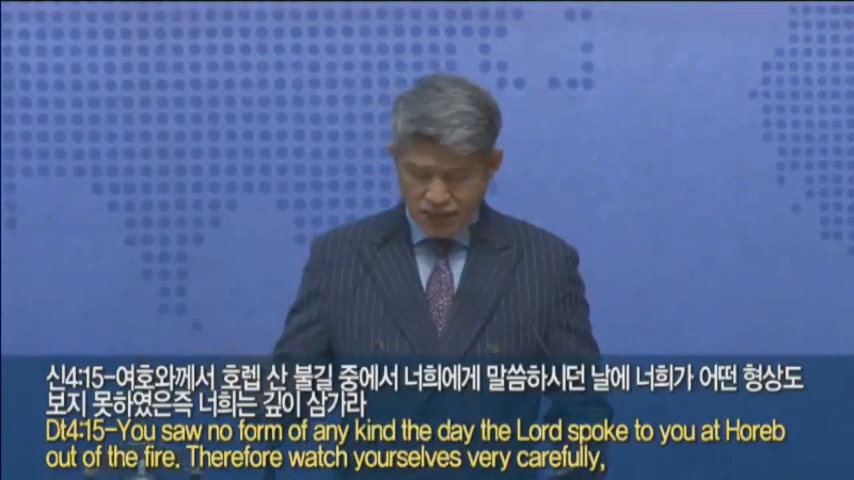 신4:15-여호와께서 호렙 산 불길 중에서 너희에게 말씀하시던 날에 너희가 어떤 형상도
보지 못하였은즉 너희는 깊이 삼가라
Dt4:15-You saw no form of any kind the day the Lord spoke to you at Horeb
out of the fire. Therefore watch yourselves very carefully,